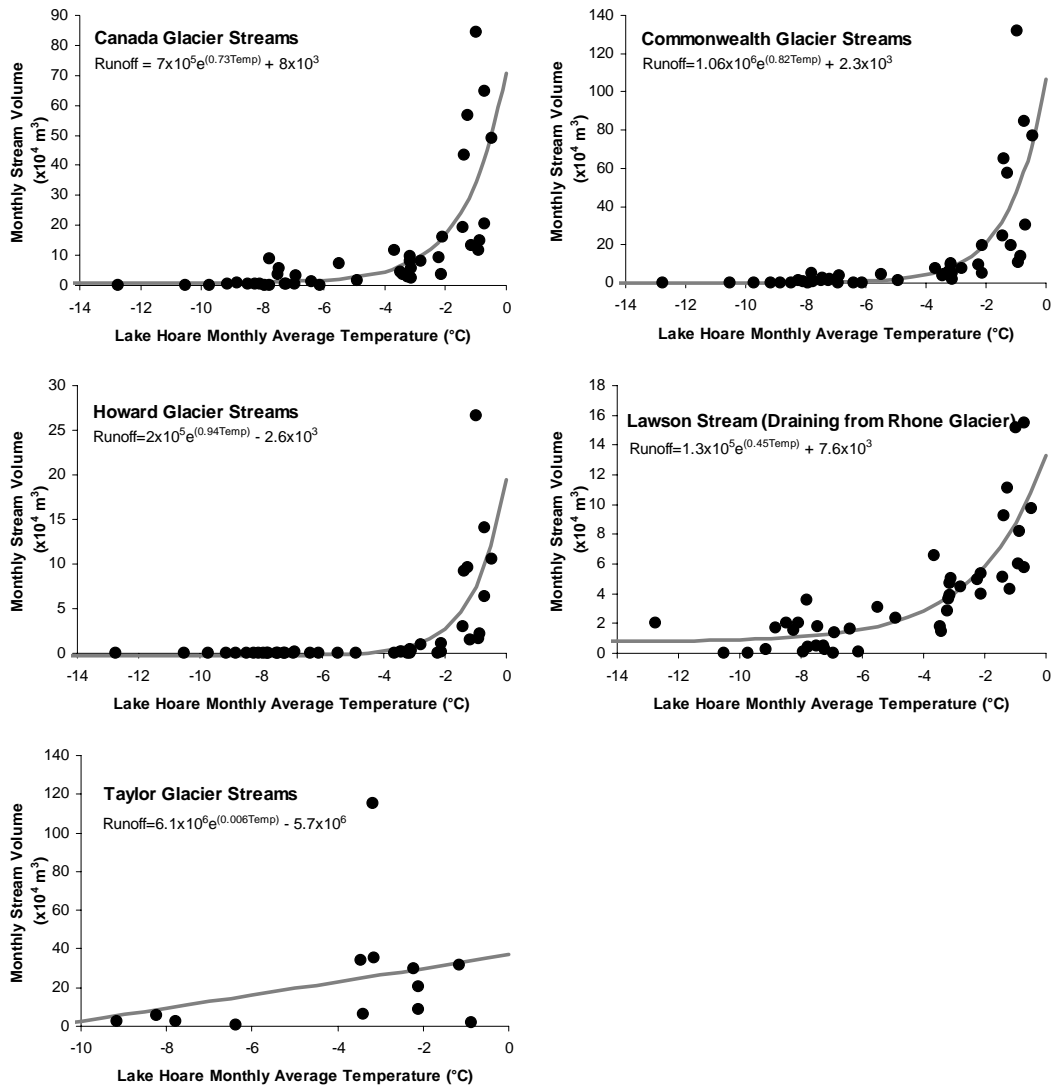 Canada Glacier Streams
Runoff = 7x10⁵e⁽⁰·⁷³ᵀᵉᵐᵖ⁾ + 8x10³
Monthly Stream Volume
(x10⁴ m³)
90
80
70
60
50
40
30
20
10
0
-14 -12 -10 -8 -6 -4 -2 0
Lake Hoare Monthly Average Temperature (°C)
Commonwealth Glacier Streams
Runoff=1.06x10⁶e⁽⁰·⁸²ᵀᵉᵐᵖ⁾ + 2.3x10³
Monthly Stream Volume
(x10⁴ m³)
140
120
100
80
60
40
20
0
-14 -12 -10 -8 -6 -4 -2 0
Lake Hoare Monthly Average Temperature (°C)
Howard Glacier Streams
Runoff=2x10⁵e⁽⁰·⁹⁴ᵀᵉᵐᵖ⁾ - 2.6x10³
Monthly Stream Volume
(x10⁴ m³)
30
25
20
15
10
5
0
-14 -12 -10 -8 -6 -4 -2 0
Lake Hoare Monthly Average Temperature (°C)
Lawson Stream (Draining from Rhone Glacier)
Runoff=1.3x10⁵e⁽⁰·⁴⁵ᵀᵉᵐᵖ⁾ + 7.6x10³
Monthly Stream Volume
(x10⁴ m³)
18
16
14
12
10
8
6
4
2
0
-14 -12 -10 -8 -6 -4 -2 0
Lake Hoare Monthly Average Temperature (°C)
Taylor Glacier Streams
Runoff=6.1x10⁶e⁽⁰·⁰⁰⁶ᵀᵉᵐᵖ⁾ - 5.7x10⁶
Monthly Stream Volume
(x10⁴ m³)
140
120
100
80
60
40
20
0
-10 -8 -6 -4 -2 0
Lake Hoare Monthly Average Temperature (°C)